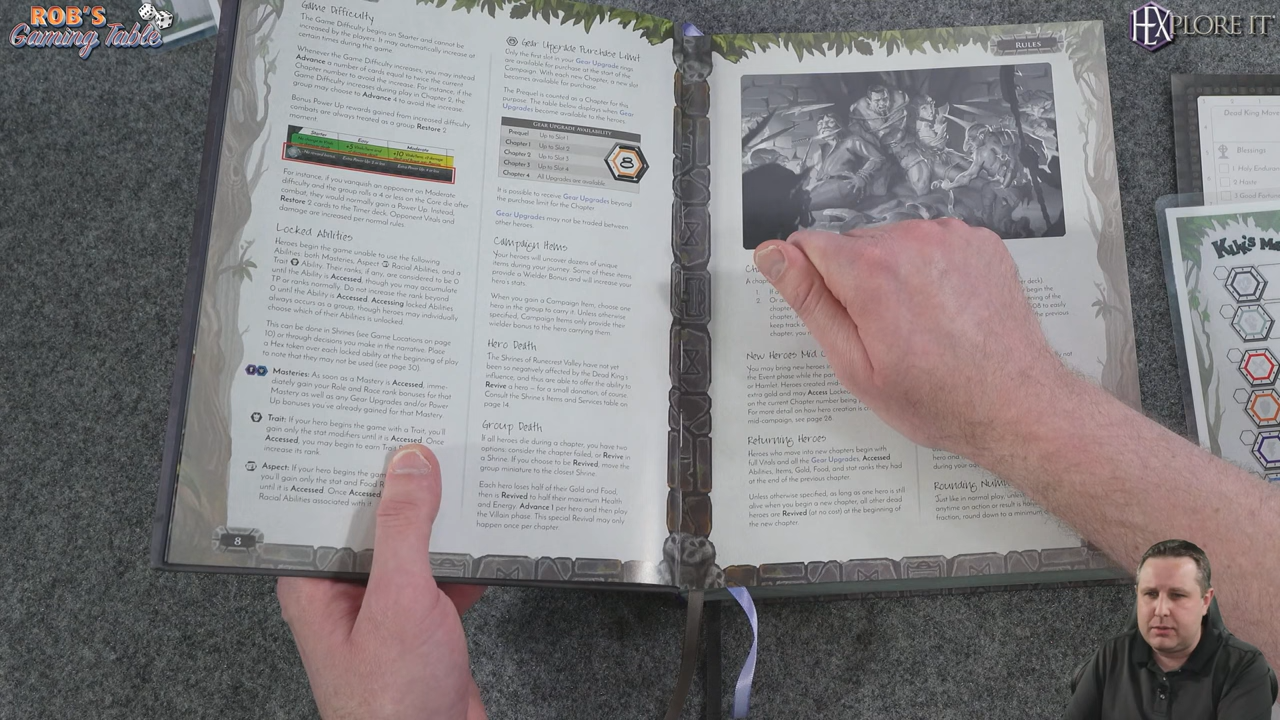 ROB'S
Gaming Table
HEXPLORE IT
Game Difficulty
The Game Difficulty begins on Starter and cannot be
increased by the players. It may automatically increase at
certain times during the game.
Whenever the Game Difficulty increases, you may instead
Advance a number of cards equal to twice the current
Chapter number to avoid the increase. For instance, if the
Game Difficulty increases during play in Chapter 2, the
group may choose to Advance 4 to avoid the increase.
Bonus Power Up rewards gained from increased difficulty
combats are always treated as a group Restore 2
instead.
Starter
Moderate
For instance, if you vanquish an opponent on Moderate
difficulty and the group rolls a 4 or less on the Core die after
combat, they would normally gain a Power Up. Instead,
Restore 2 cards to the Timer deck. Opponent Vitals and
damage are increased per normal rules.
Locked Abilities
Heroes begin the game unable to use the following
Abilities: both Masteries, Aspect Racial Abilities, and a
Trait Ability. Their ranks, if any, are considered to be 0
until the Ability is Accessed, though you may accumulate
TP or ranks normally. Do not increase the rank beyond
0 until the Ability is Accessed. Accessing locked Abilities
always occurs as a group, though heroes may individually
choose which of their Abilities is unlocked.
This can be done in Shrines (see Game Locations on page
10) or through decisions you make in the narrative. Place
a Hex token over each locked ability at the beginning of play
to note that they may not be used (see page 30).
Masteries: As soon as a Mastery is Accessed, imme-
diately gain your Role and Race rank bonuses for that
Mastery as well as any Gear Upgrades and/or Power
Up bonuses you've already gained for that Mastery.
Trait: If your hero begins the game with a Trait, you'll
gain only the stat modifiers until it is Accessed. Once
Accessed, you may begin to earn Trait
increase its rank.
Aspect: If your hero begins the game
you'll gain only the stat and Food R
until it is Accessed. Once Accessed
Racial Abilities associated with it.
8
Gear Upgrade Purchase Limit
Only the first slot in your Gear Upgrade rings
are available for purchase at the start of the
Campaign. With each new Chapter, a new slot
becomes available for purchase.
The Prequel is counted as a Chapter for this
purpose. The table below displays when Gear
Upgrades become available to the heroes.
GEAR UPGRADE AVAILABILITY
Prequel Up to Slot 1
Chapter 1 Up to Slot 2
Chapter 2 Up to Slot 3
Chapter 3 Up to Slot 4
Chapter 4 All Upgrades are available
8
It is possible to receive Gear Upgrades beyond
the purchase limit for the Chapter.
Gear Upgrades may not be traded between
other heroes.
Campaign Items
Your heroes will uncover dozens of unique
items during your journey. Some of these items
provide a Wielder Bonus and will increase your
hero's stats.
When you gain a Campaign Item, choose one
hero in the group to carry it. Unless otherwise
specified, Campaign Items only provide they
wielder bonus to the hero carrying them.
Hero Death
The Shrines of Runecrest Valley have not yet
been so negatively affected by the Dead King's
influence, and thus are able to offer the ability to
Revive a hero – for a small donation, of course.
Consult the Shrine's Items and Services table on
page 14.
Group Death
If all heroes die during a chapter, you have two
options: consider the chapter failed, or Revive in
a Shrine. If you choose to be Revived, move the
group miniature to the closest Shrine.
Each hero loses half of their Gold and Food,
then is Revived to half their maximum Health
and Energy. Advance 1 per hero and then play
the Villain phase. This special Revival may only
happen once per chapter.
RULES
New Heroes Mid
You may bring new heroes i
the Event phase while the part
or Hamlet. Heroes created mid-
extra gold and may Access Locked
on the current Chapter number being
For more detail on how hero creation is
mid-campaign, see page 28.
Returning Heroes
Heroes who move into new chapters begin with
full Vitals and all the Gear Upgrades, Accessed
Abilities, Items, Gold, Food, and stat ranks they had
at the end of the previous chapter.
Unless otherwise specified, as long as one hero is still
alive when you begin a new chapter, all other dead
heroes are Revived (at no cost) at the beginning of
the new chapter.
Rounding Num
Just like in normal play, unle
anytime an action or result is ha
fraction, round down to a minimum
Dead King Mon
Blessings
1 Holy Endura
2 Harm
3 Good Fortun
Kiki's Ma